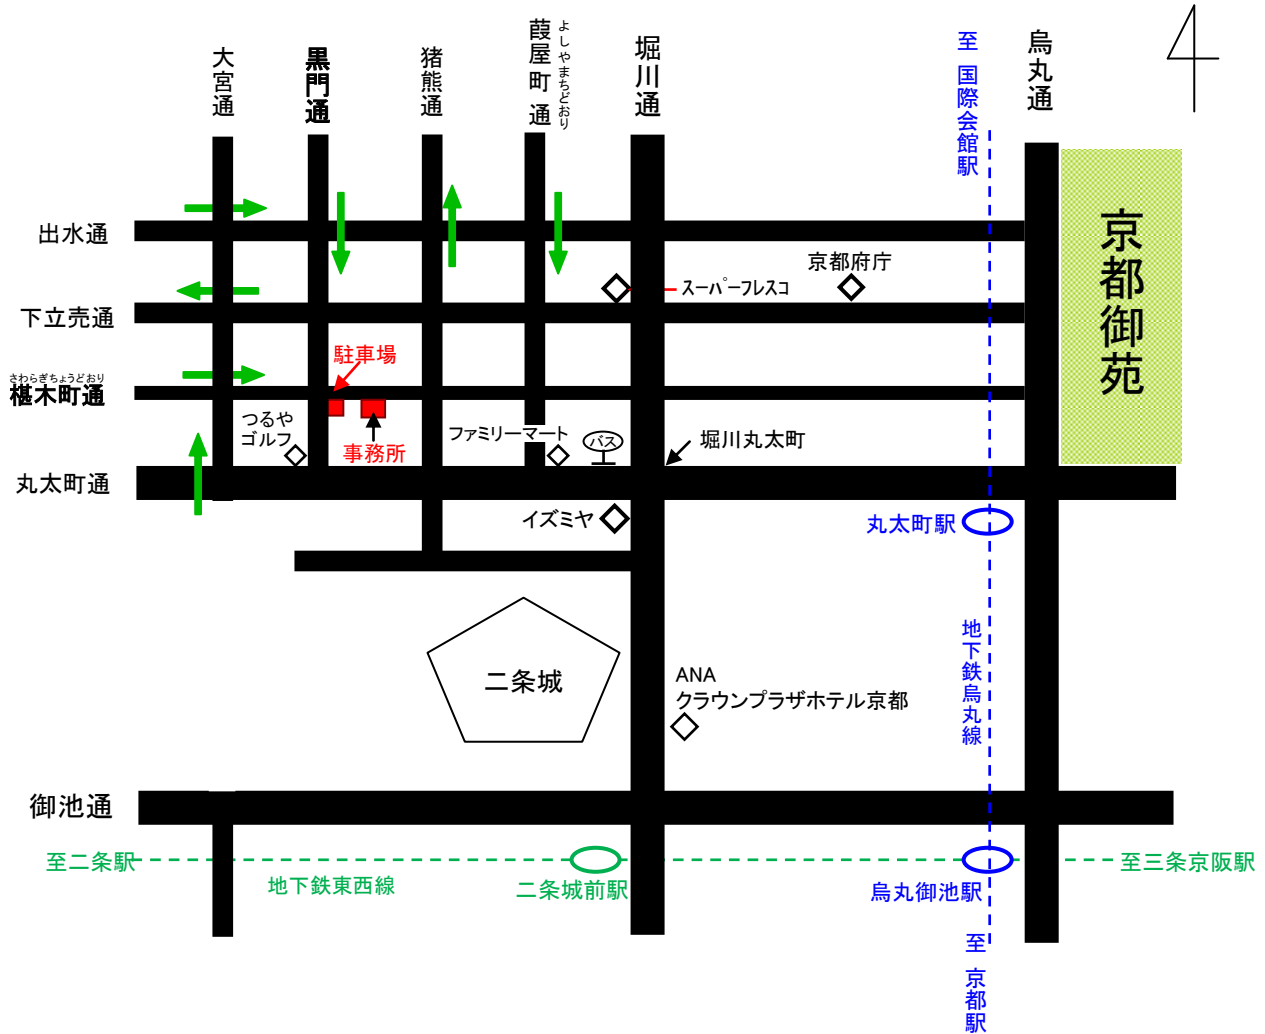 大宮通
黒門通
猪熊通
葭屋町通
よしやまちどおり
堀川通
至 国際会館駅
烏丸通
京都御苑
出水通
下立売通
さわらぎちょうどおり
椹木町通
丸太町通
御池通
スーパーフレスコ
京都府庁
駐車場
つるや
ゴルフ
事務所
ファミリーマート
バス
堀川丸太町
イズミヤ
丸太町駅
二条城
ANA
クラウンプラザホテル京都
地下鉄烏丸線
至二条駅
地下鉄東西線
二条城前駅
烏丸御池駅
至三条京阪駅
至 京都駅